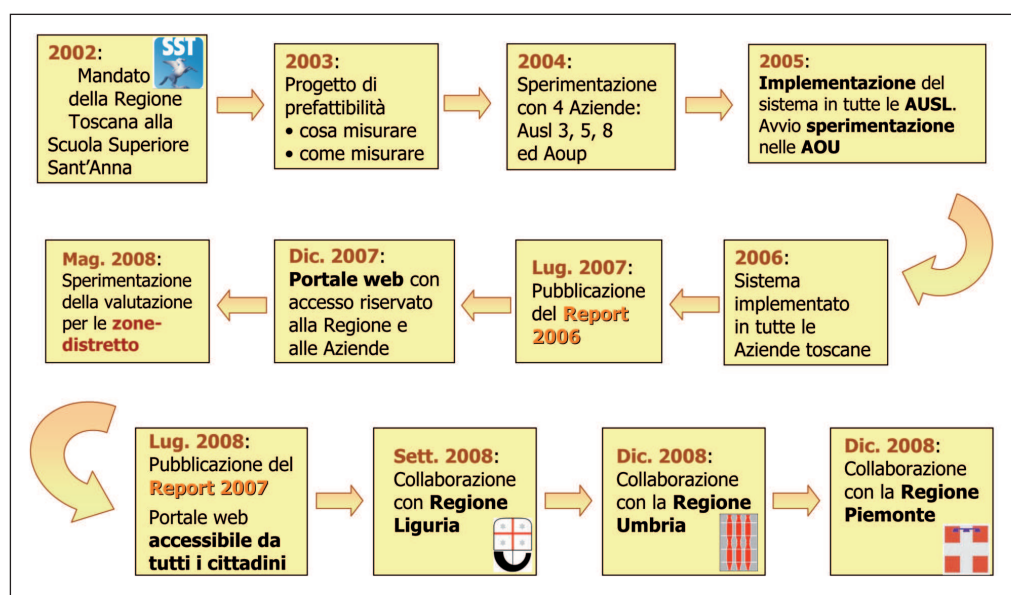 2002:
SST
Mandato
della Regione
Toscana alla
Scuola Superiore
Sant'Anna
2003:
Progetto di
prefattibilità
• cosa misurare
• come misurare
2004:
Sperimentazione
con 4 Aziende:
Ausl 3, 5, 8
ed Aoup
2005:
Implementazione del
sistema in tutte le AUSL.
Avvio sperimentazione
nelle AOU
2006:
Sistema
implementato
in tutte le
Aziende toscane
Lug. 2007:
Pubblicazione
del Report
2006
Dic. 2007:
Portale web con
accesso riservato
alla Regione e
alle Aziende
Mag. 2008:
Sperimentazione
della valutazione
per le zone-
distretto
Lug. 2008:
Pubblicazione del
Report 2007
Portale web
accessibile da
tutti i cittadini
Sett. 2008:
Collaborazione
con Regione
Liguria
Dic. 2008:
Collaborazione
con la Regione
Umbria
Dic. 2008:
Collaborazione
con la Regione
Piemonte